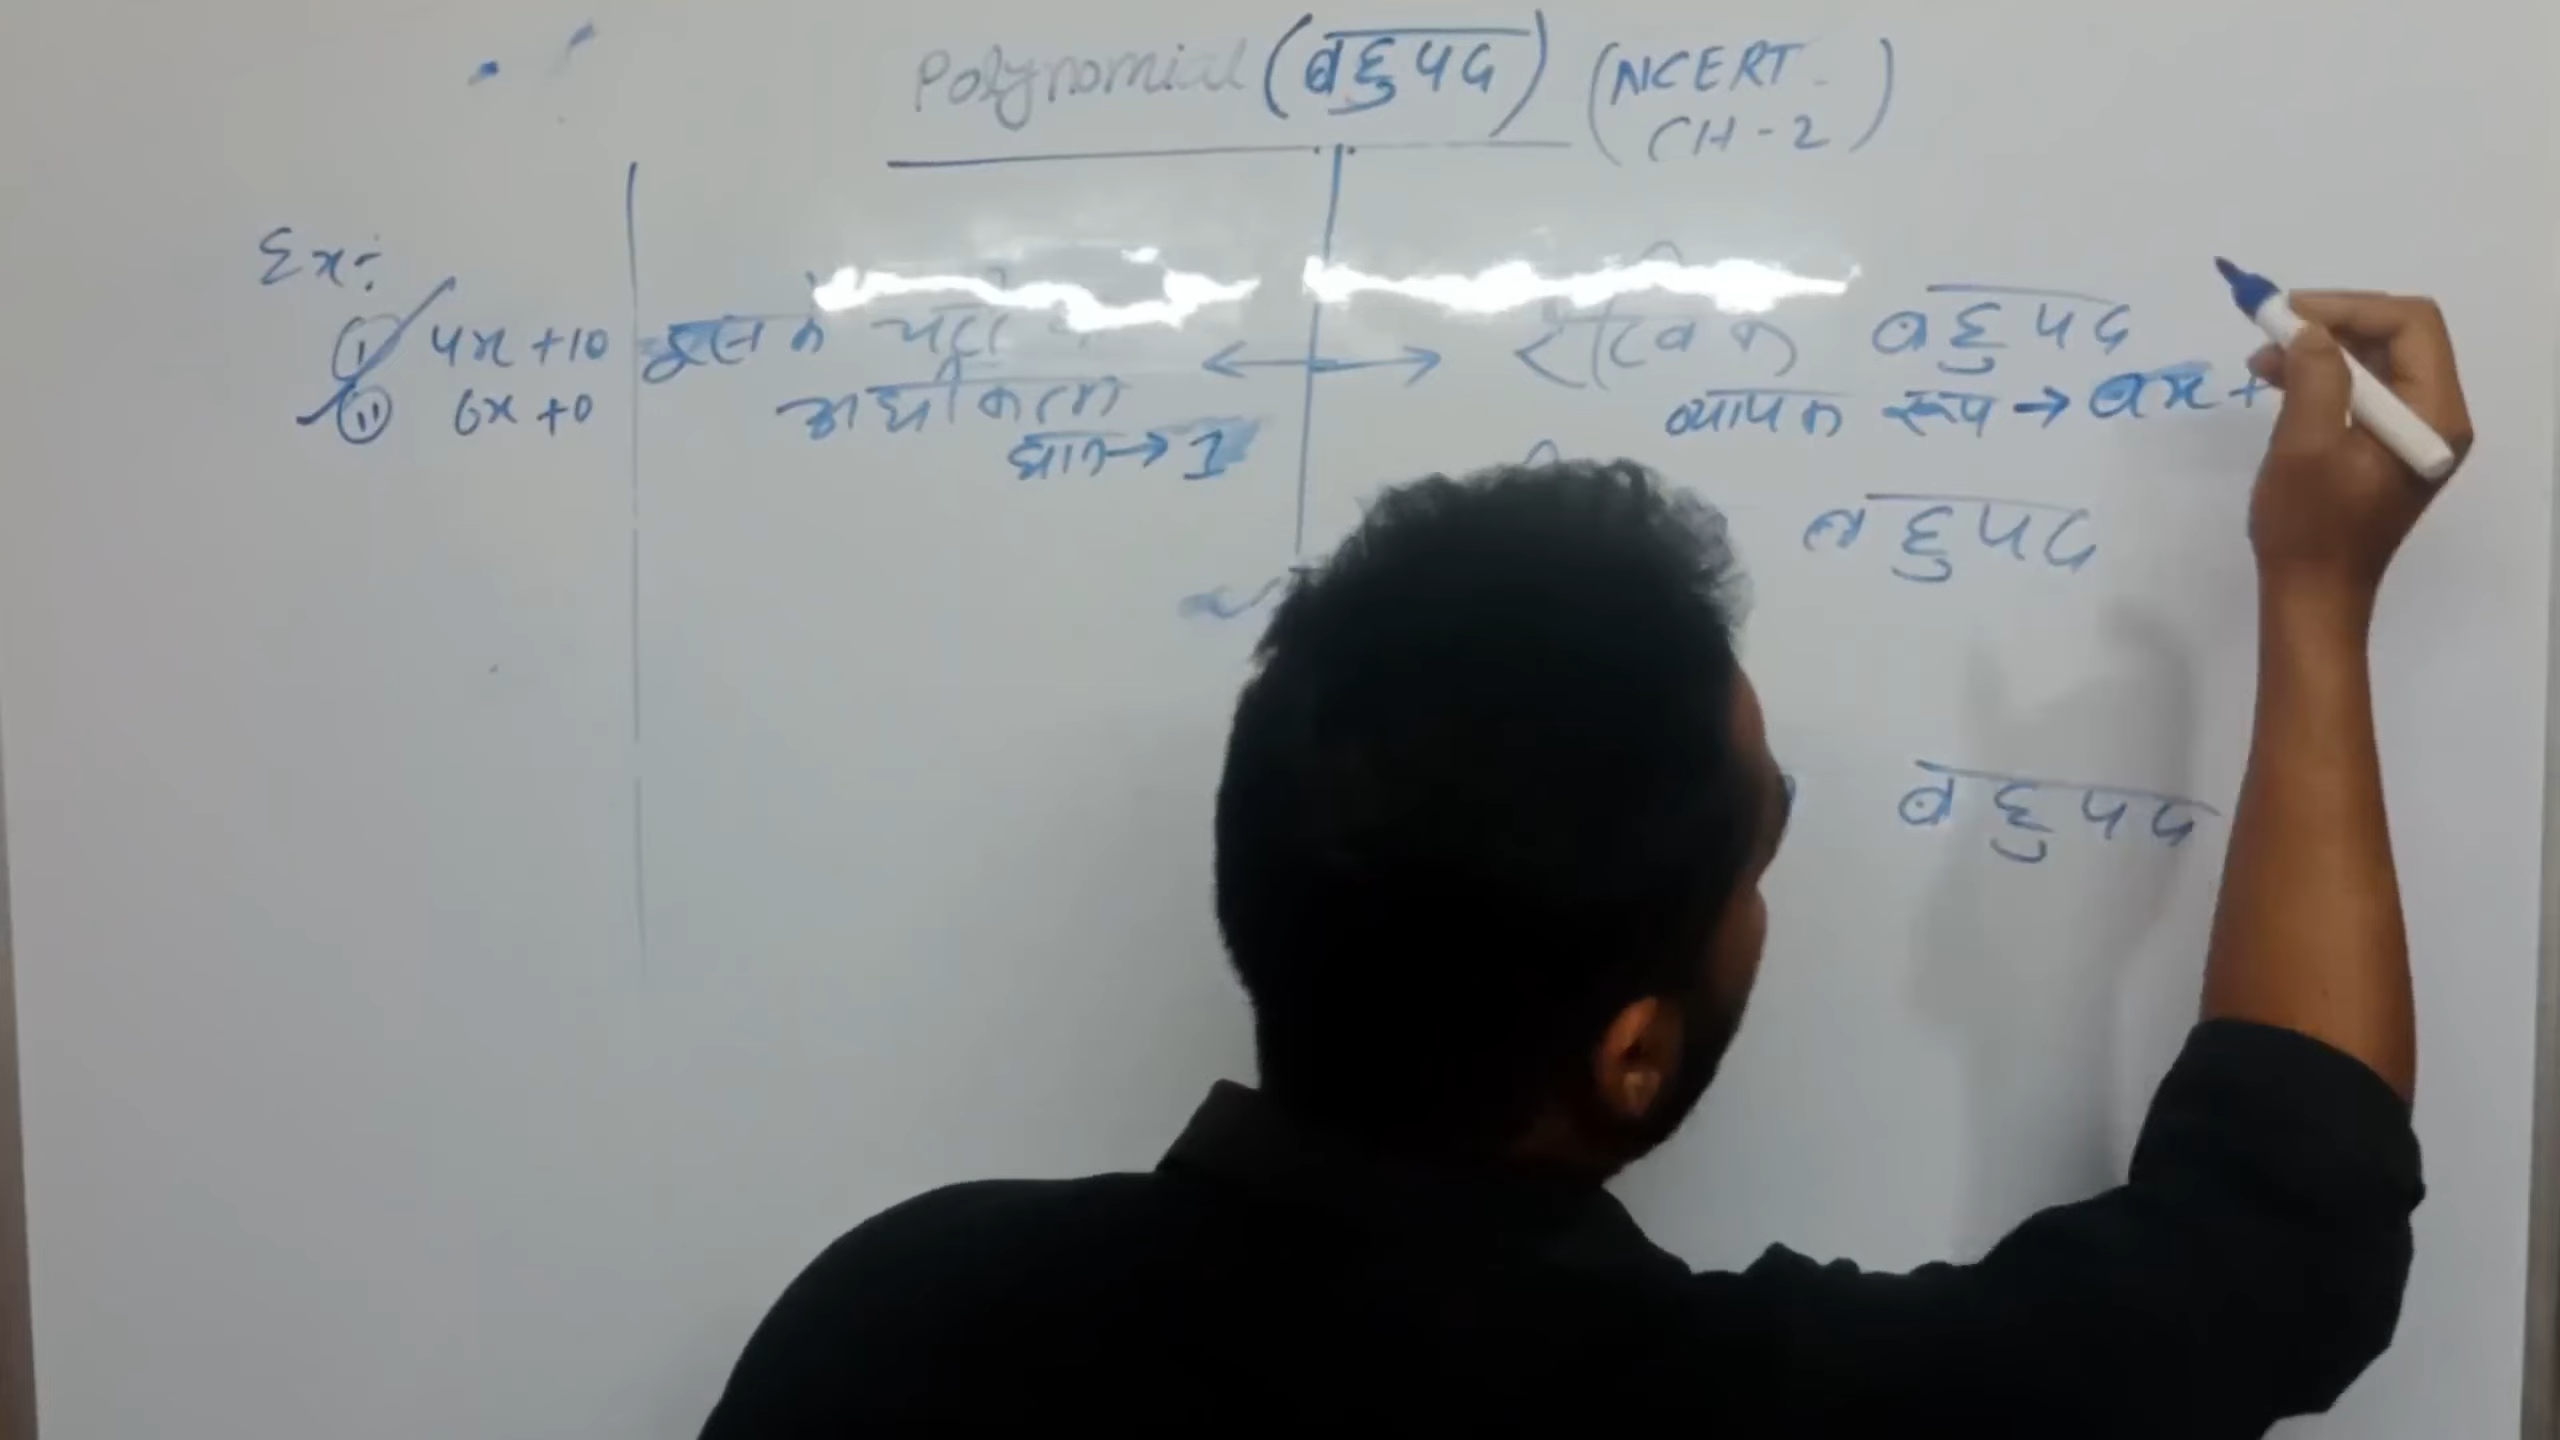 Polynomial (बहुपद) (NCERT-
CH-2)
Ex:-
(i) 4x+10
(ii) 6x+0
इसमें
अधिकतम
घात→1
रैखिक बहुपद
व्यापक रूप → ax+
बहुपद
बहुपद